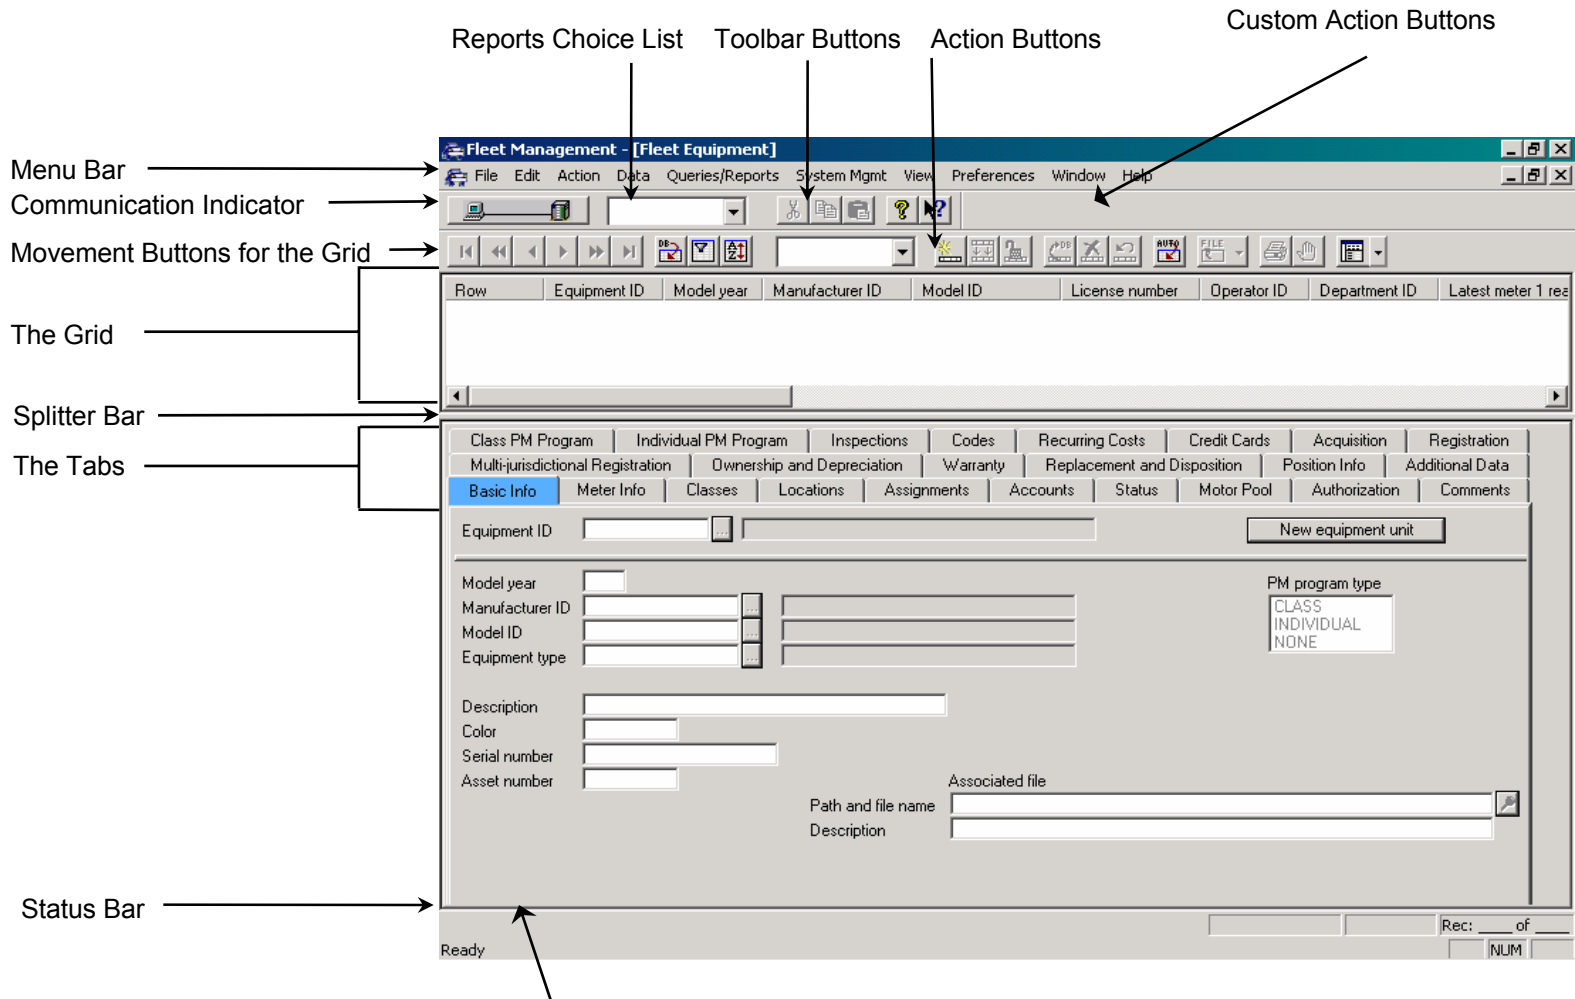 Custom Action Buttons
Reports Choice List Toolbar Buttons Action Buttons
Fleet Management - [Fleet Equipment]
Menu Bar
File Edit Action Data Queries/Reports System Mgmt View Preferences Window Help
Communication Indicator
Movement Buttons for the Grid
DB A Z DB AUTO FILE
Row Equipment ID Model year Manufacturer ID Model ID License number Operator ID Department ID Latest meter 1 rea
The Grid
Splitter Bar
The Tabs
Class PM Program Individual PM Program Inspections Codes Recurring Costs Credit Cards Acquisition Registration
Multi-jurisdictional Registration Ownership and Depreciation Warranty Replacement and Disposition Position Info Additional Data
Basic Info Meter Info Classes Locations Assignments Accounts Status Motor Pool Authorization Comments
Equipment ID ... New equipment unit
Model year PM program type
Manufacturer ID ... CLASS
Model ID ... INDIVIDUAL
Equipment type ... NONE
Description
Color
Serial number
Asset number Associated file
Path and file name
Description
Status Bar
Rec: ____ of ____
Ready NUM